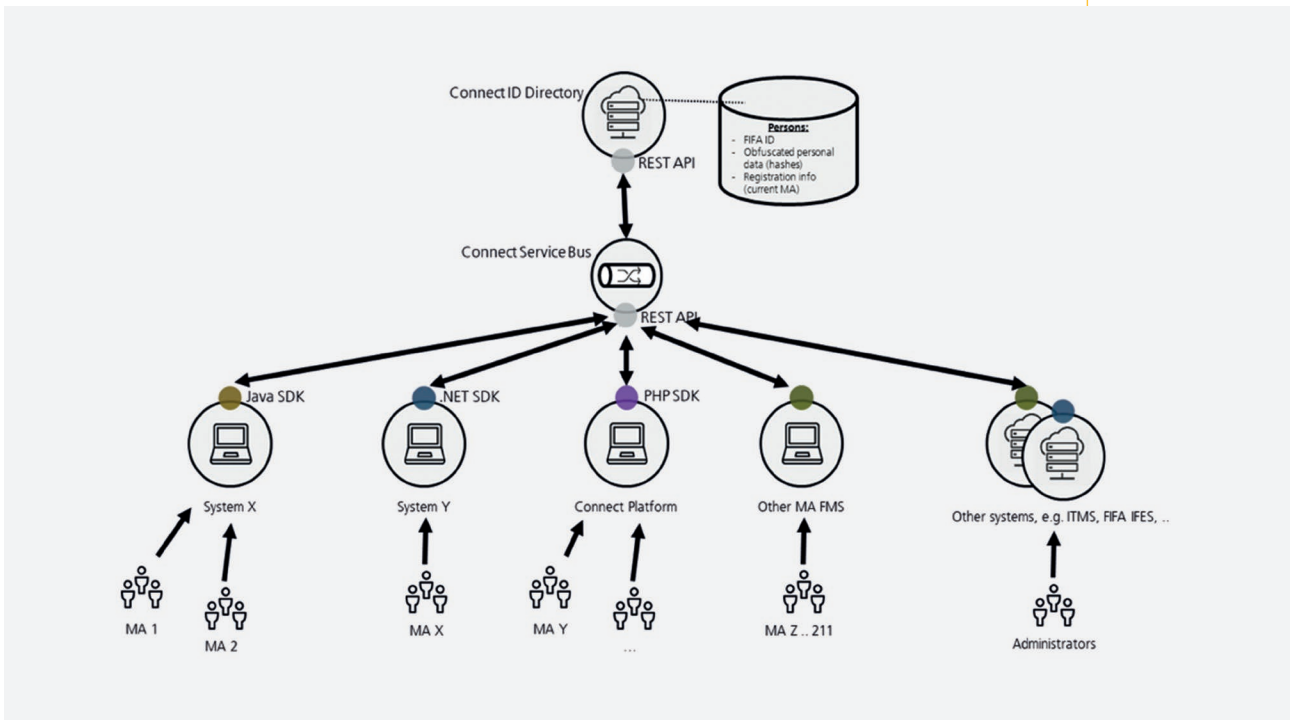 Connect ID Directory
Persons:
- FIFA ID
- Obfuscated personal
data (hashes)
- Registration info
(current MA)
REST API
Connect Service Bus
REST API
Java SDK
.NET SDK
PHP SDK
System X
System Y
Connect Platform
Other MA FMS
Other systems, e.g. ITMS, FIFA IFES, ..
MA 1
MA 2
MA X
MA Y
...
MA Z .. 211
Administrators